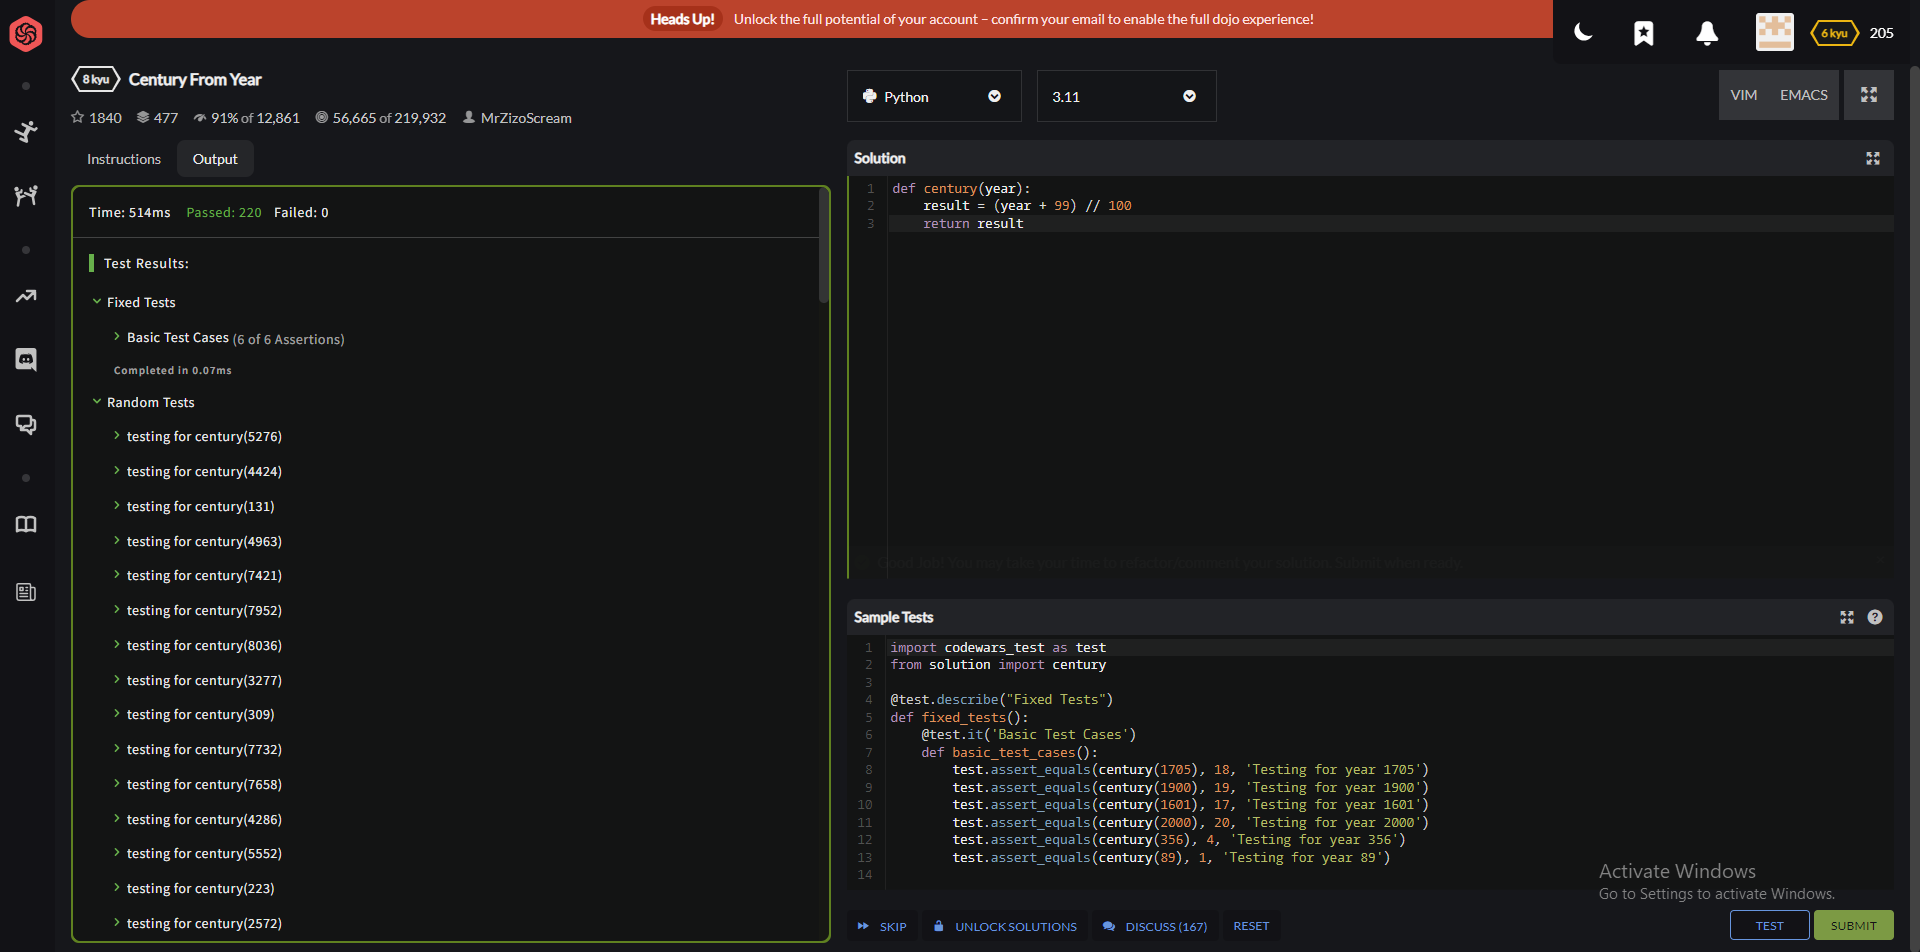 Heads Up! Unlock the full potential of your account – confirm your email to enable the full dojo experience!
6 kyu 205
8 kyu Century From Year
1840 477 91% of 12,861 56,665 of 219,932 MrZizoScream
Instructions Output
Time: 514ms Passed: 220 Failed: 0
Test Results:
Fixed Tests
Basic Test Cases (6 of 6 Assertions)
Completed in 0.07ms
Random Tests
testing for century(5276)
testing for century(4424)
testing for century(131)
testing for century(4963)
testing for century(7421)
testing for century(7952)
testing for century(8036)
testing for century(3277)
testing for century(309)
testing for century(7732)
testing for century(7658)
testing for century(4286)
testing for century(5552)
testing for century(223)
testing for century(2572)
Python 3.11 VIM EMACS
Solution
1 def century(year):
2 result = (year + 99) // 100
3 return result
Good Job! You may take your time to refactor/comment your solution. Submit when ready.
Sample Tests
1 import codewars_test as test
2 from solution import century
3
4 @test.describe("Fixed Tests")
5 def fixed_tests():
6 @test.it('Basic Test Cases')
7 def basic_test_cases():
8 test.assert_equals(century(1705), 18, 'Testing for year 1705')
9 test.assert_equals(century(1900), 19, 'Testing for year 1900')
10 test.assert_equals(century(1601), 17, 'Testing for year 1601')
11 test.assert_equals(century(2000), 20, 'Testing for year 2000')
12 test.assert_equals(century(356), 4, 'Testing for year 356')
13 test.assert_equals(century(89), 1, 'Testing for year 89')
14
Activate Windows
Go to Settings to activate Windows.
SKIP UNLOCK SOLUTIONS DISCUSS (167) RESET TEST SUBMIT